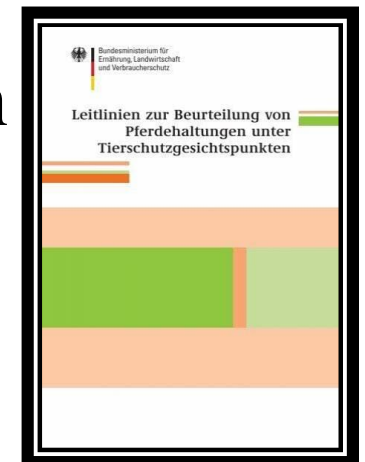 Bundesministerium für
Ernährung, Landwirtschaft
und Verbraucherschutz
Leitlinien zur Beurteilung von
Pferdehaltungen unter
Tierschutzgesichtspunkten